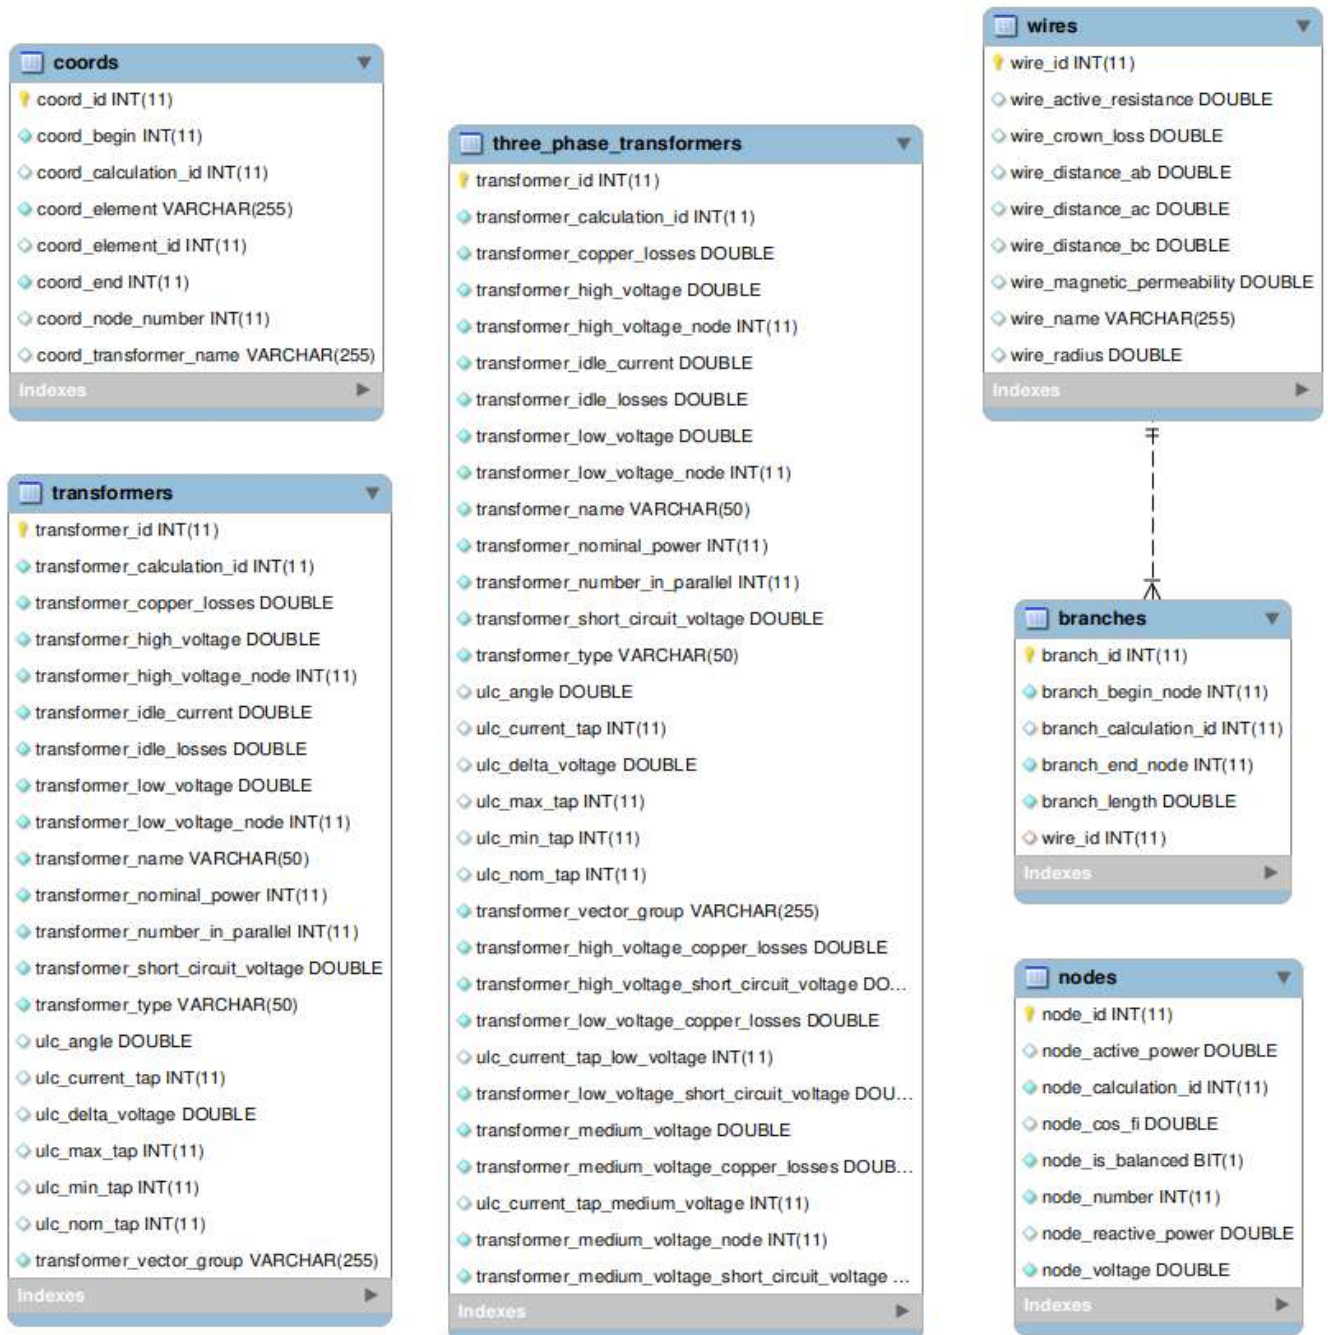 coords
coord_id INT(11)
coord_begin INT(11)
coord_calculation_id INT(11)
coord_element VARCHAR(255)
coord_element_id INT(11)
coord_end INT(11)
coord_node_number INT(11)
coord_transformer_name VARCHAR(255)
Indexes
transformers
transformer_id INT(11)
transformer_calculation_id INT(11)
transformer_copper_losses DOUBLE
transformer_high_voltage DOUBLE
transformer_high_voltage_node INT(11)
transformer_idle_current DOUBLE
transformer_idle_losses DOUBLE
transformer_low_voltage DOUBLE
transformer_low_voltage_node INT(11)
transformer_name VARCHAR(50)
transformer_nominal_power INT(11)
transformer_number_in_parallel INT(11)
transformer_short_circuit_voltage DOUBLE
transformer_type VARCHAR(50)
ulc_angle DOUBLE
ulc_current_tap INT(11)
ulc_delta_voltage DOUBLE
ulc_max_tap INT(11)
ulc_min_tap INT(11)
ulc_nom_tap INT(11)
transformer_vector_group VARCHAR(255)
Indexes
three_phase_transformers
transformer_id INT(11)
transformer_calculation_id INT(11)
transformer_copper_losses DOUBLE
transformer_high_voltage DOUBLE
transformer_high_voltage_node INT(11)
transformer_idle_current DOUBLE
transformer_idle_losses DOUBLE
transformer_low_voltage DOUBLE
transformer_low_voltage_node INT(11)
transformer_name VARCHAR(50)
transformer_nominal_power INT(11)
transformer_number_in_parallel INT(11)
transformer_short_circuit_voltage DOUBLE
transformer_type VARCHAR(50)
ulc_angle DOUBLE
ulc_current_tap INT(11)
ulc_delta_voltage DOUBLE
ulc_max_tap INT(11)
ulc_min_tap INT(11)
ulc_nom_tap INT(11)
transformer_vector_group VARCHAR(255)
transformer_high_voltage_copper_losses DOUBLE
transformer_high_voltage_short_circuit_voltage DO...
transformer_low_voltage_copper_losses DOUBLE
ulc_current_tap_low_voltage INT(11)
transformer_low_voltage_short_circuit_voltage DOU...
transformer_medium_voltage DOUBLE
transformer_medium_voltage_copper_losses DOUB...
ulc_current_tap_medium_voltage INT(11)
transformer_medium_voltage_node INT(11)
transformer_medium_voltage_short_circuit_voltage ...
Indexes
wires
wire_id INT(11)
wire_active_resistance DOUBLE
wire_crown_loss DOUBLE
wire_distance_ab DOUBLE
wire_distance_ac DOUBLE
wire_distance_bc DOUBLE
wire_magnetic_permeability DOUBLE
wire_name VARCHAR(255)
wire_radius DOUBLE
Indexes
branches
branch_id INT(11)
branch_begin_node INT(11)
branch_calculation_id INT(11)
branch_end_node INT(11)
branch_length DOUBLE
wire_id INT(11)
Indexes
nodes
node_id INT(11)
node_active_power DOUBLE
node_calculation_id INT(11)
node_cos_fi DOUBLE
node_is_balanced BIT(1)
node_number INT(11)
node_reactive_power DOUBLE
node_voltage DOUBLE
Indexes